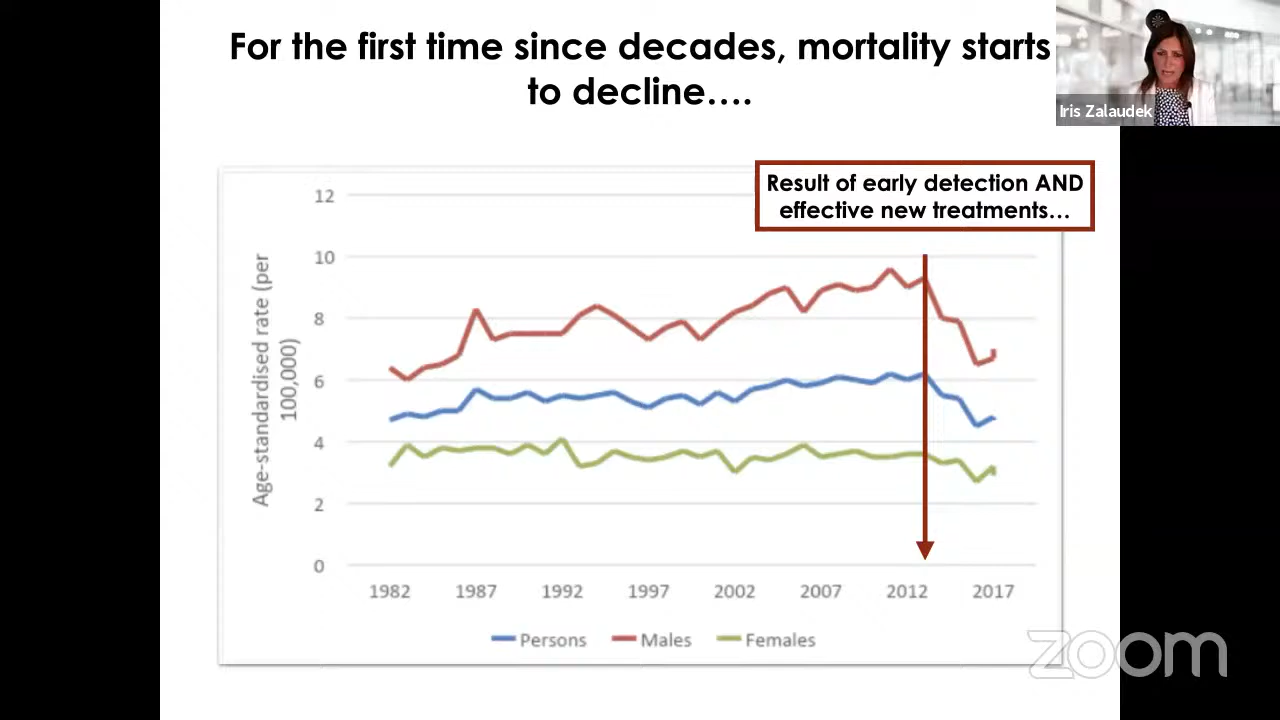 For the first time since decades, mortality starts
to decline....
Iris Zalaudek
Result of early detection AND
effective new treatments...
Age-standardised rate (per
100,000)
12
10
8
6
4
2
0
1982 1987 1992 1997 2002 2007 2012 2017
Persons Males Females
zoom